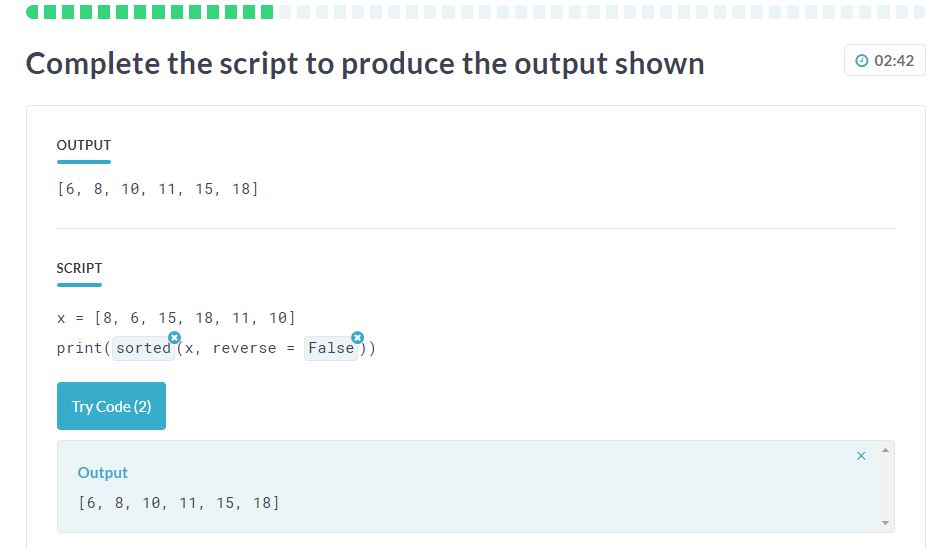 Complete the script to produce the output shown
02:42
OUTPUT
[6, 8, 10, 11, 15, 18]
SCRIPT
x = [8, 6, 15, 18, 11, 10]
print(sorted(x, reverse = False))
Try Code (2)
Output
[6, 8, 10, 11, 15, 18]